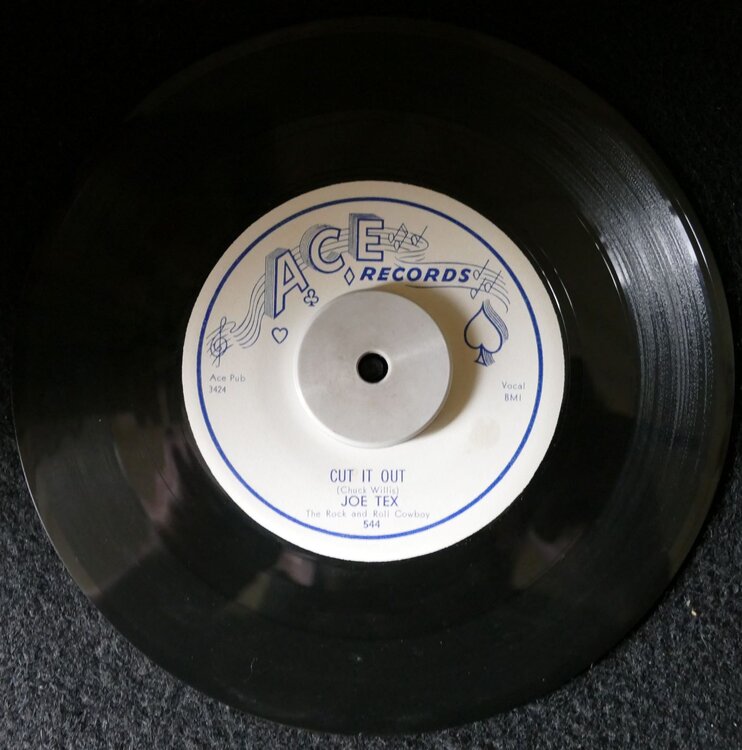 ACE
RECORDS
Ace Pub
3424
Vocal
BMI
CUT IT OUT
(Chuck Willis)
JOE TEX
The Rock and Roll Cowboy
544